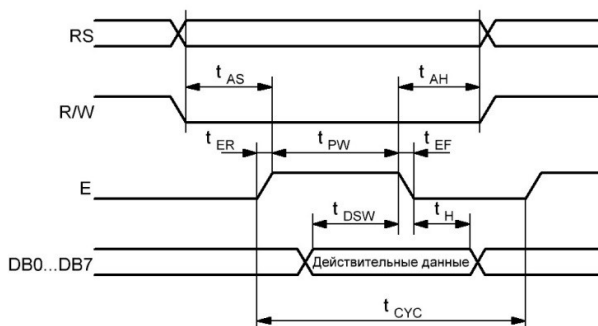 RS
t AS
t AH
R/W
t ER
t PW
t EF
E
t DSW
t H
DB0...DB7
Действительные данные
t CYC